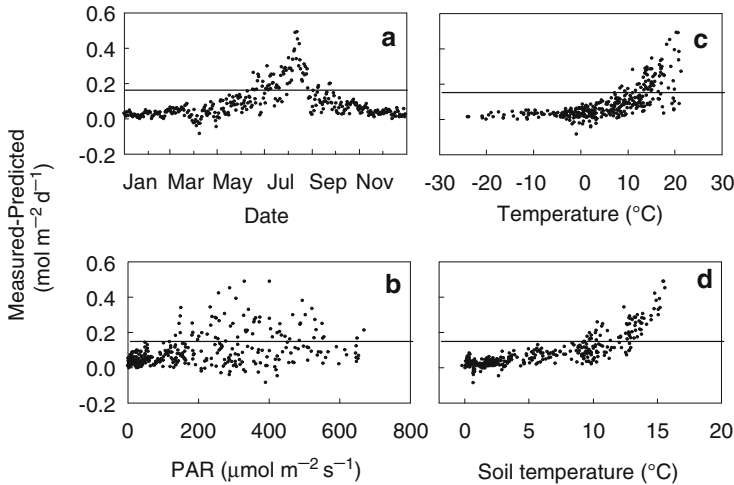 Measured-Predicted
(mol m−2 d−1)
0.6
0.4
0.2
0.0
-0.2
a
Jan Mar May Jul Sep Nov
Date
c
-30 -20 -10 0 10 20 30
Temperature (°C)
0.6
0.4
0.2
0.0
-0.2
b
0 200 400 600 800
PAR (μmol m−2 s−1)
d
0 5 10 15 20
Soil temperature (°C)